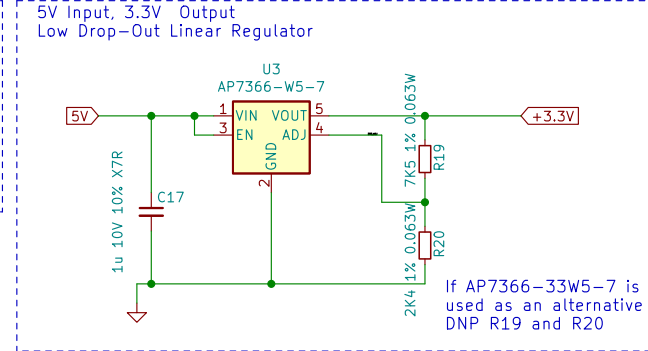 5V Input, 3.3V  Output
Low Drop-Out Linear Regulator
U3
AP7366-W5-7
5V
1
VIN
VOUT
5
+3.3V
3
EN
ADJ
4
GND
2
C17
1u 10V 10% X7R
7K5 1% 0.063W
R19
2K4 1% 0.063W
R20
If AP7366-33W5-7 is
used as an alternative
DNP R19 and R20